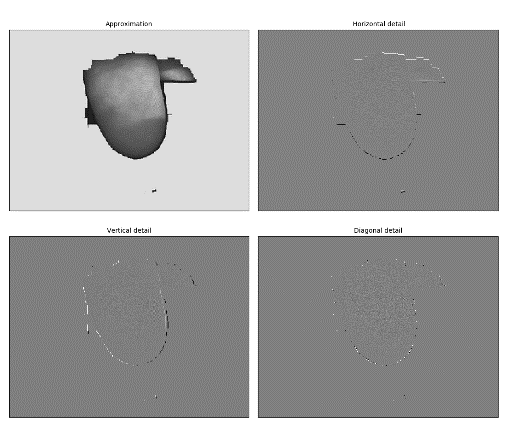 Approximation
Horizontal detail
Vertical detail
Diagonal detail